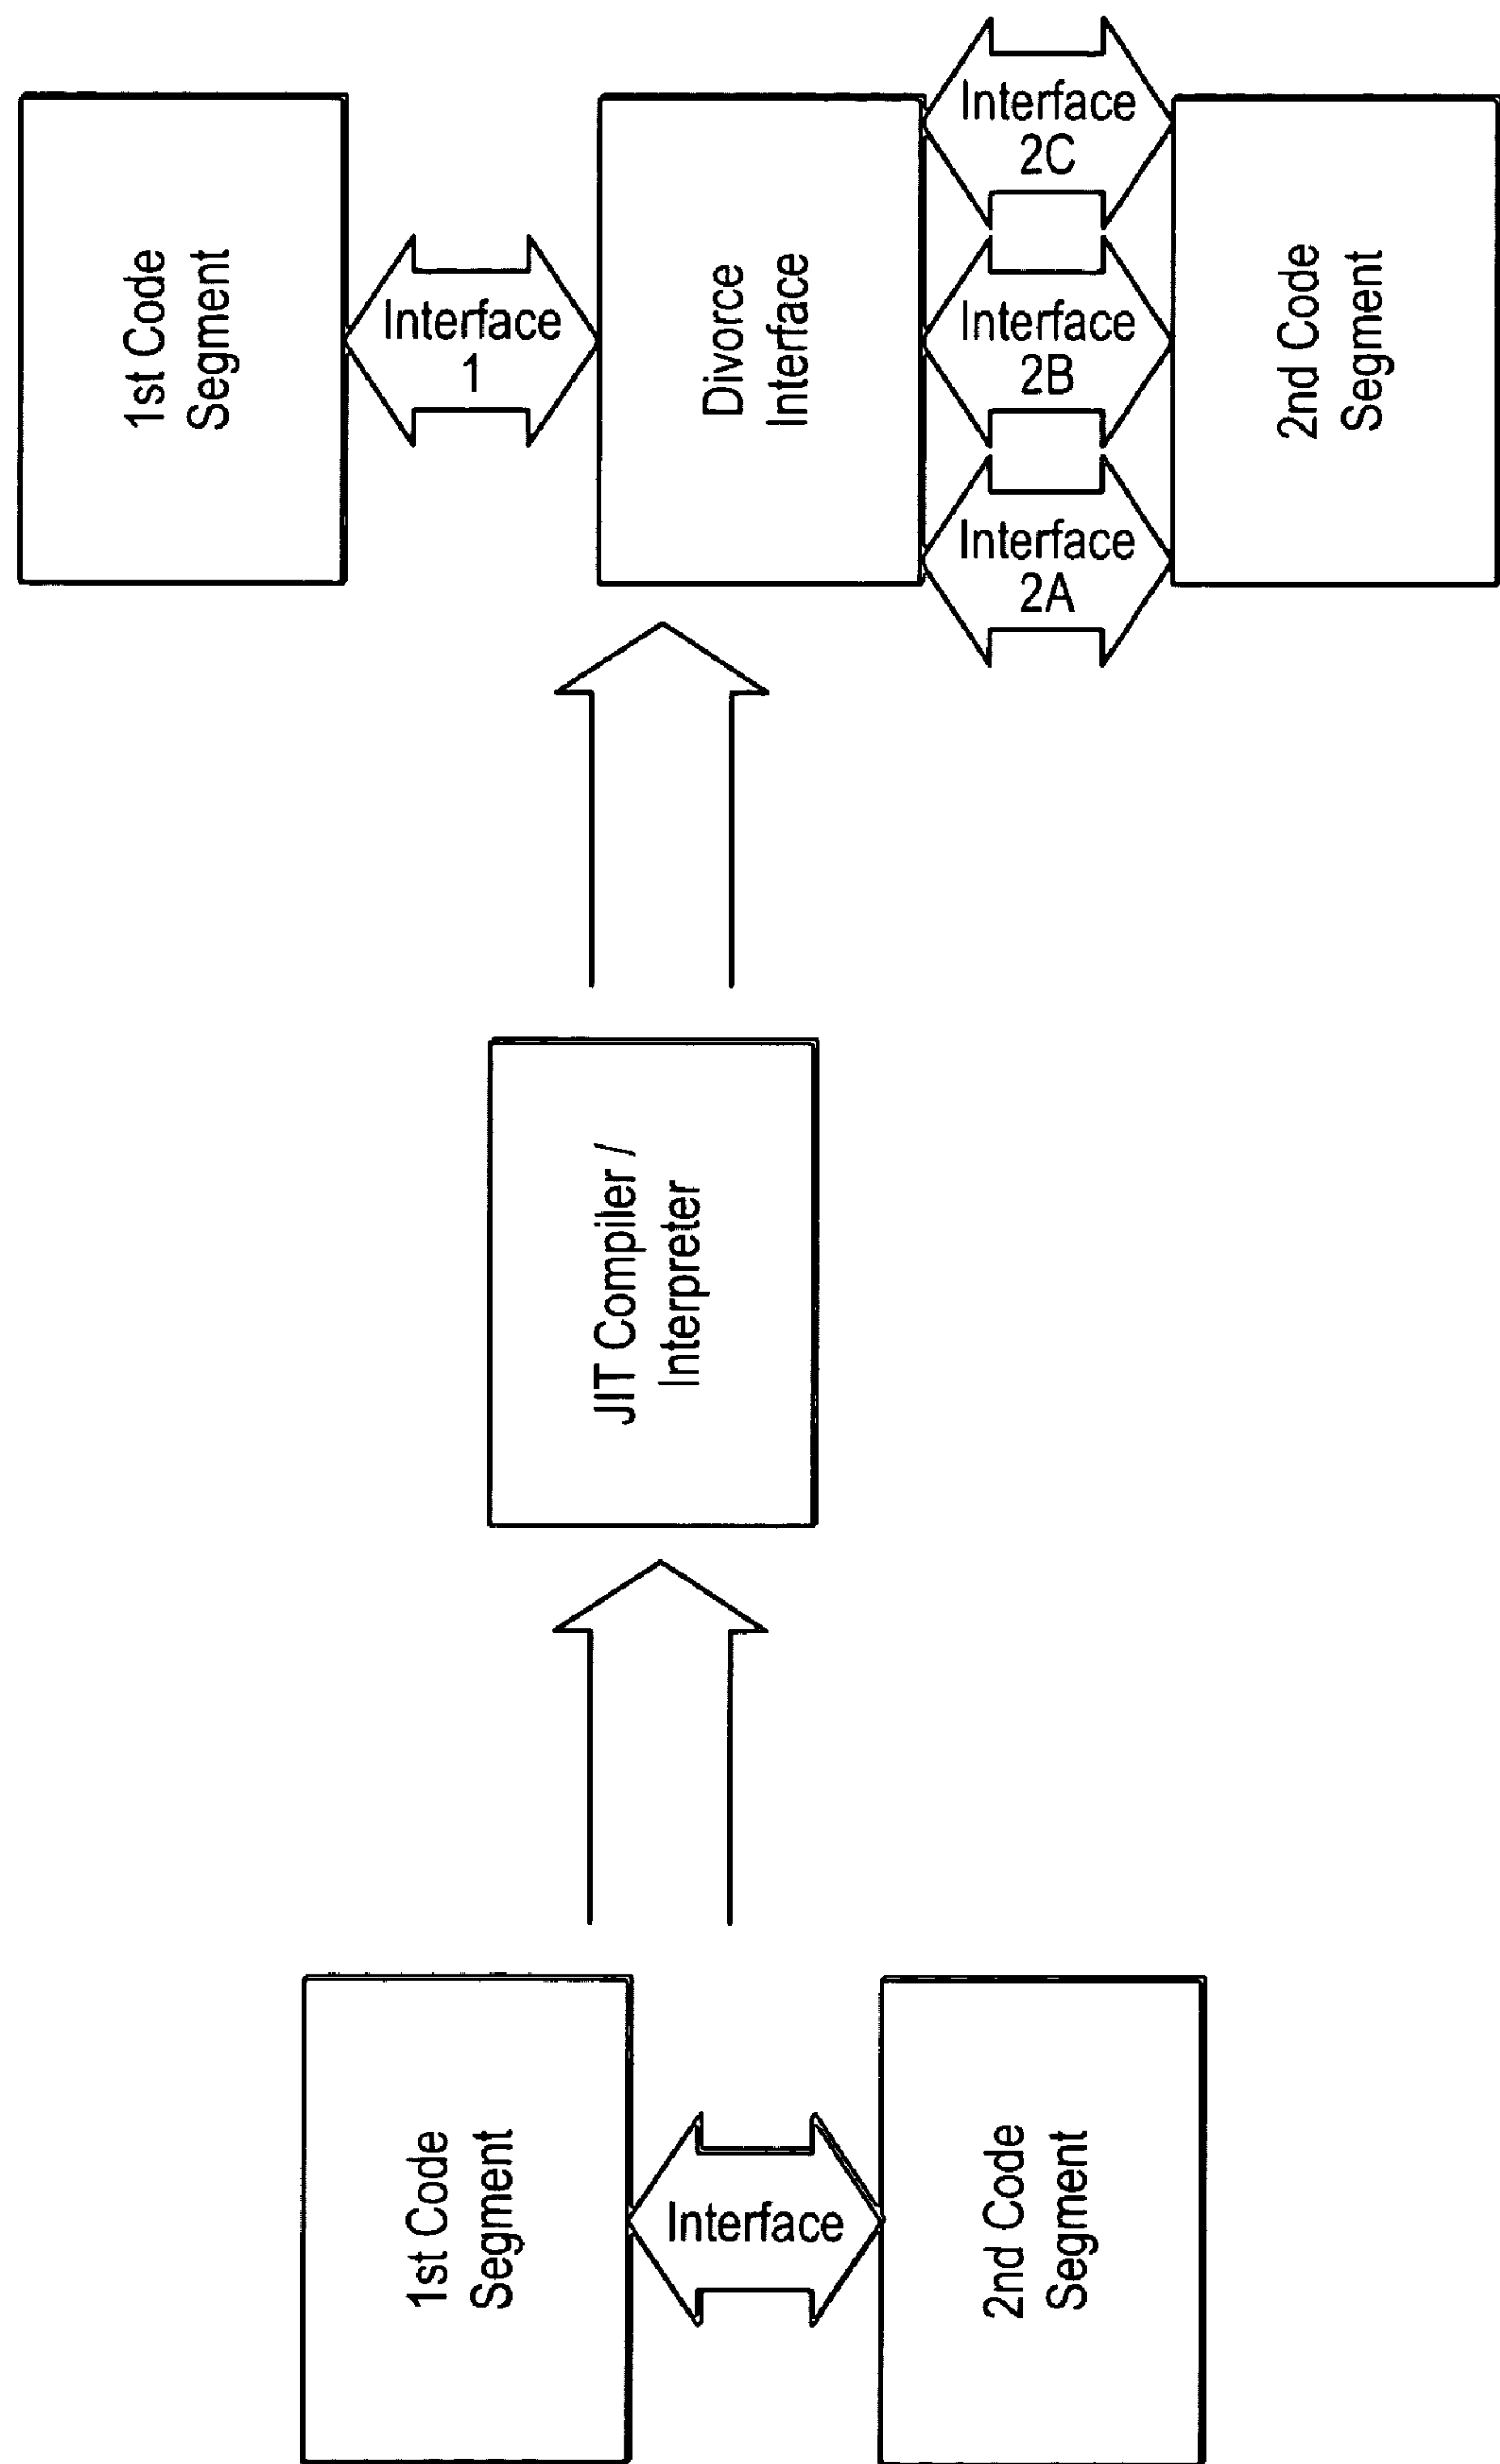 1st Code
Segment
Interface
1
Divorce
Interface
Interface
2C
Interface
2B
Interface
2A
2nd Code
Segment
JIT Compiler /
Interpreter
1st Code
Segment
Interface
2nd Code
Segment